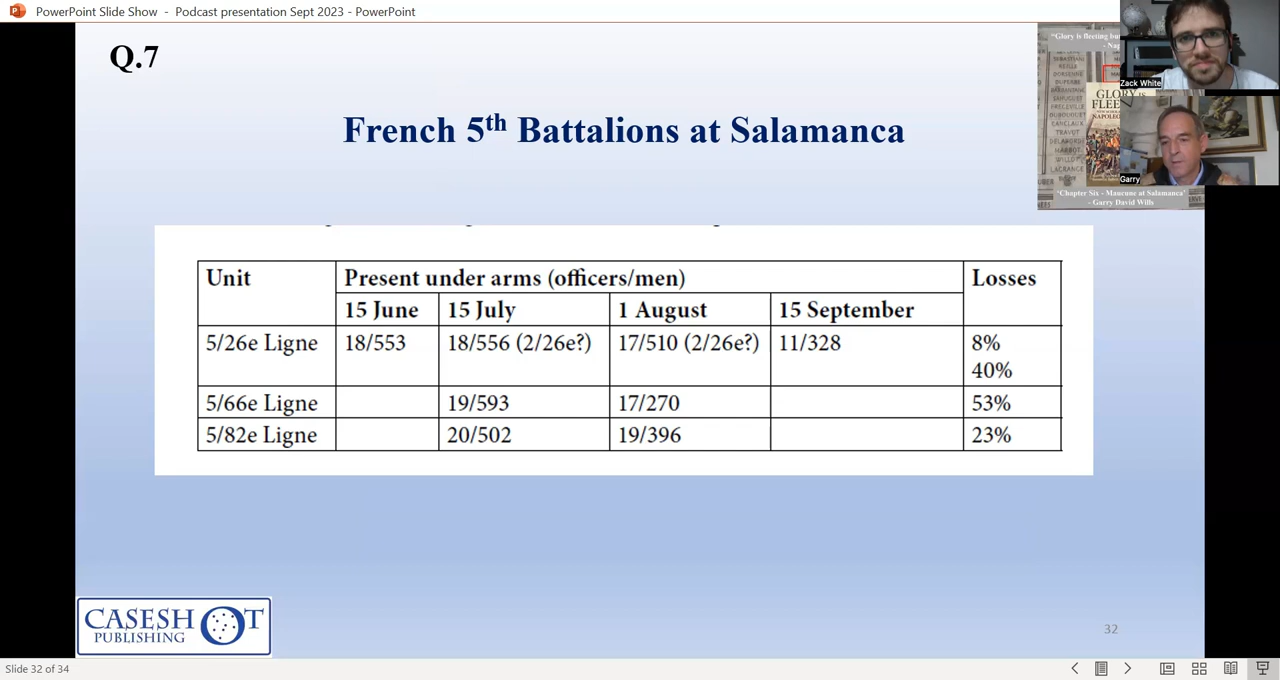 PowerPoint Slide Show - Podcast presentation Sept 2023 - PowerPoint
Q.7
French 5th Battalions at Salamanca
Unit Present under arms (officers/men) Losses
15 June 15 July 1 August 15 September
5/26e Ligne 18/553 18/556 (2/26e?) 17/510 (2/26e?) 11/328 8%
40%
5/66e Ligne 19/593 17/270 53%
5/82e Ligne 20/502 19/396 23%
"Glory is fleeting
Zack White
GLORY IS
Garry
'Chapter Six - Maucune at Salamanca'
- Garry David Wills
CASESHOT
PUBLISHING
32
Slide 32 of 34